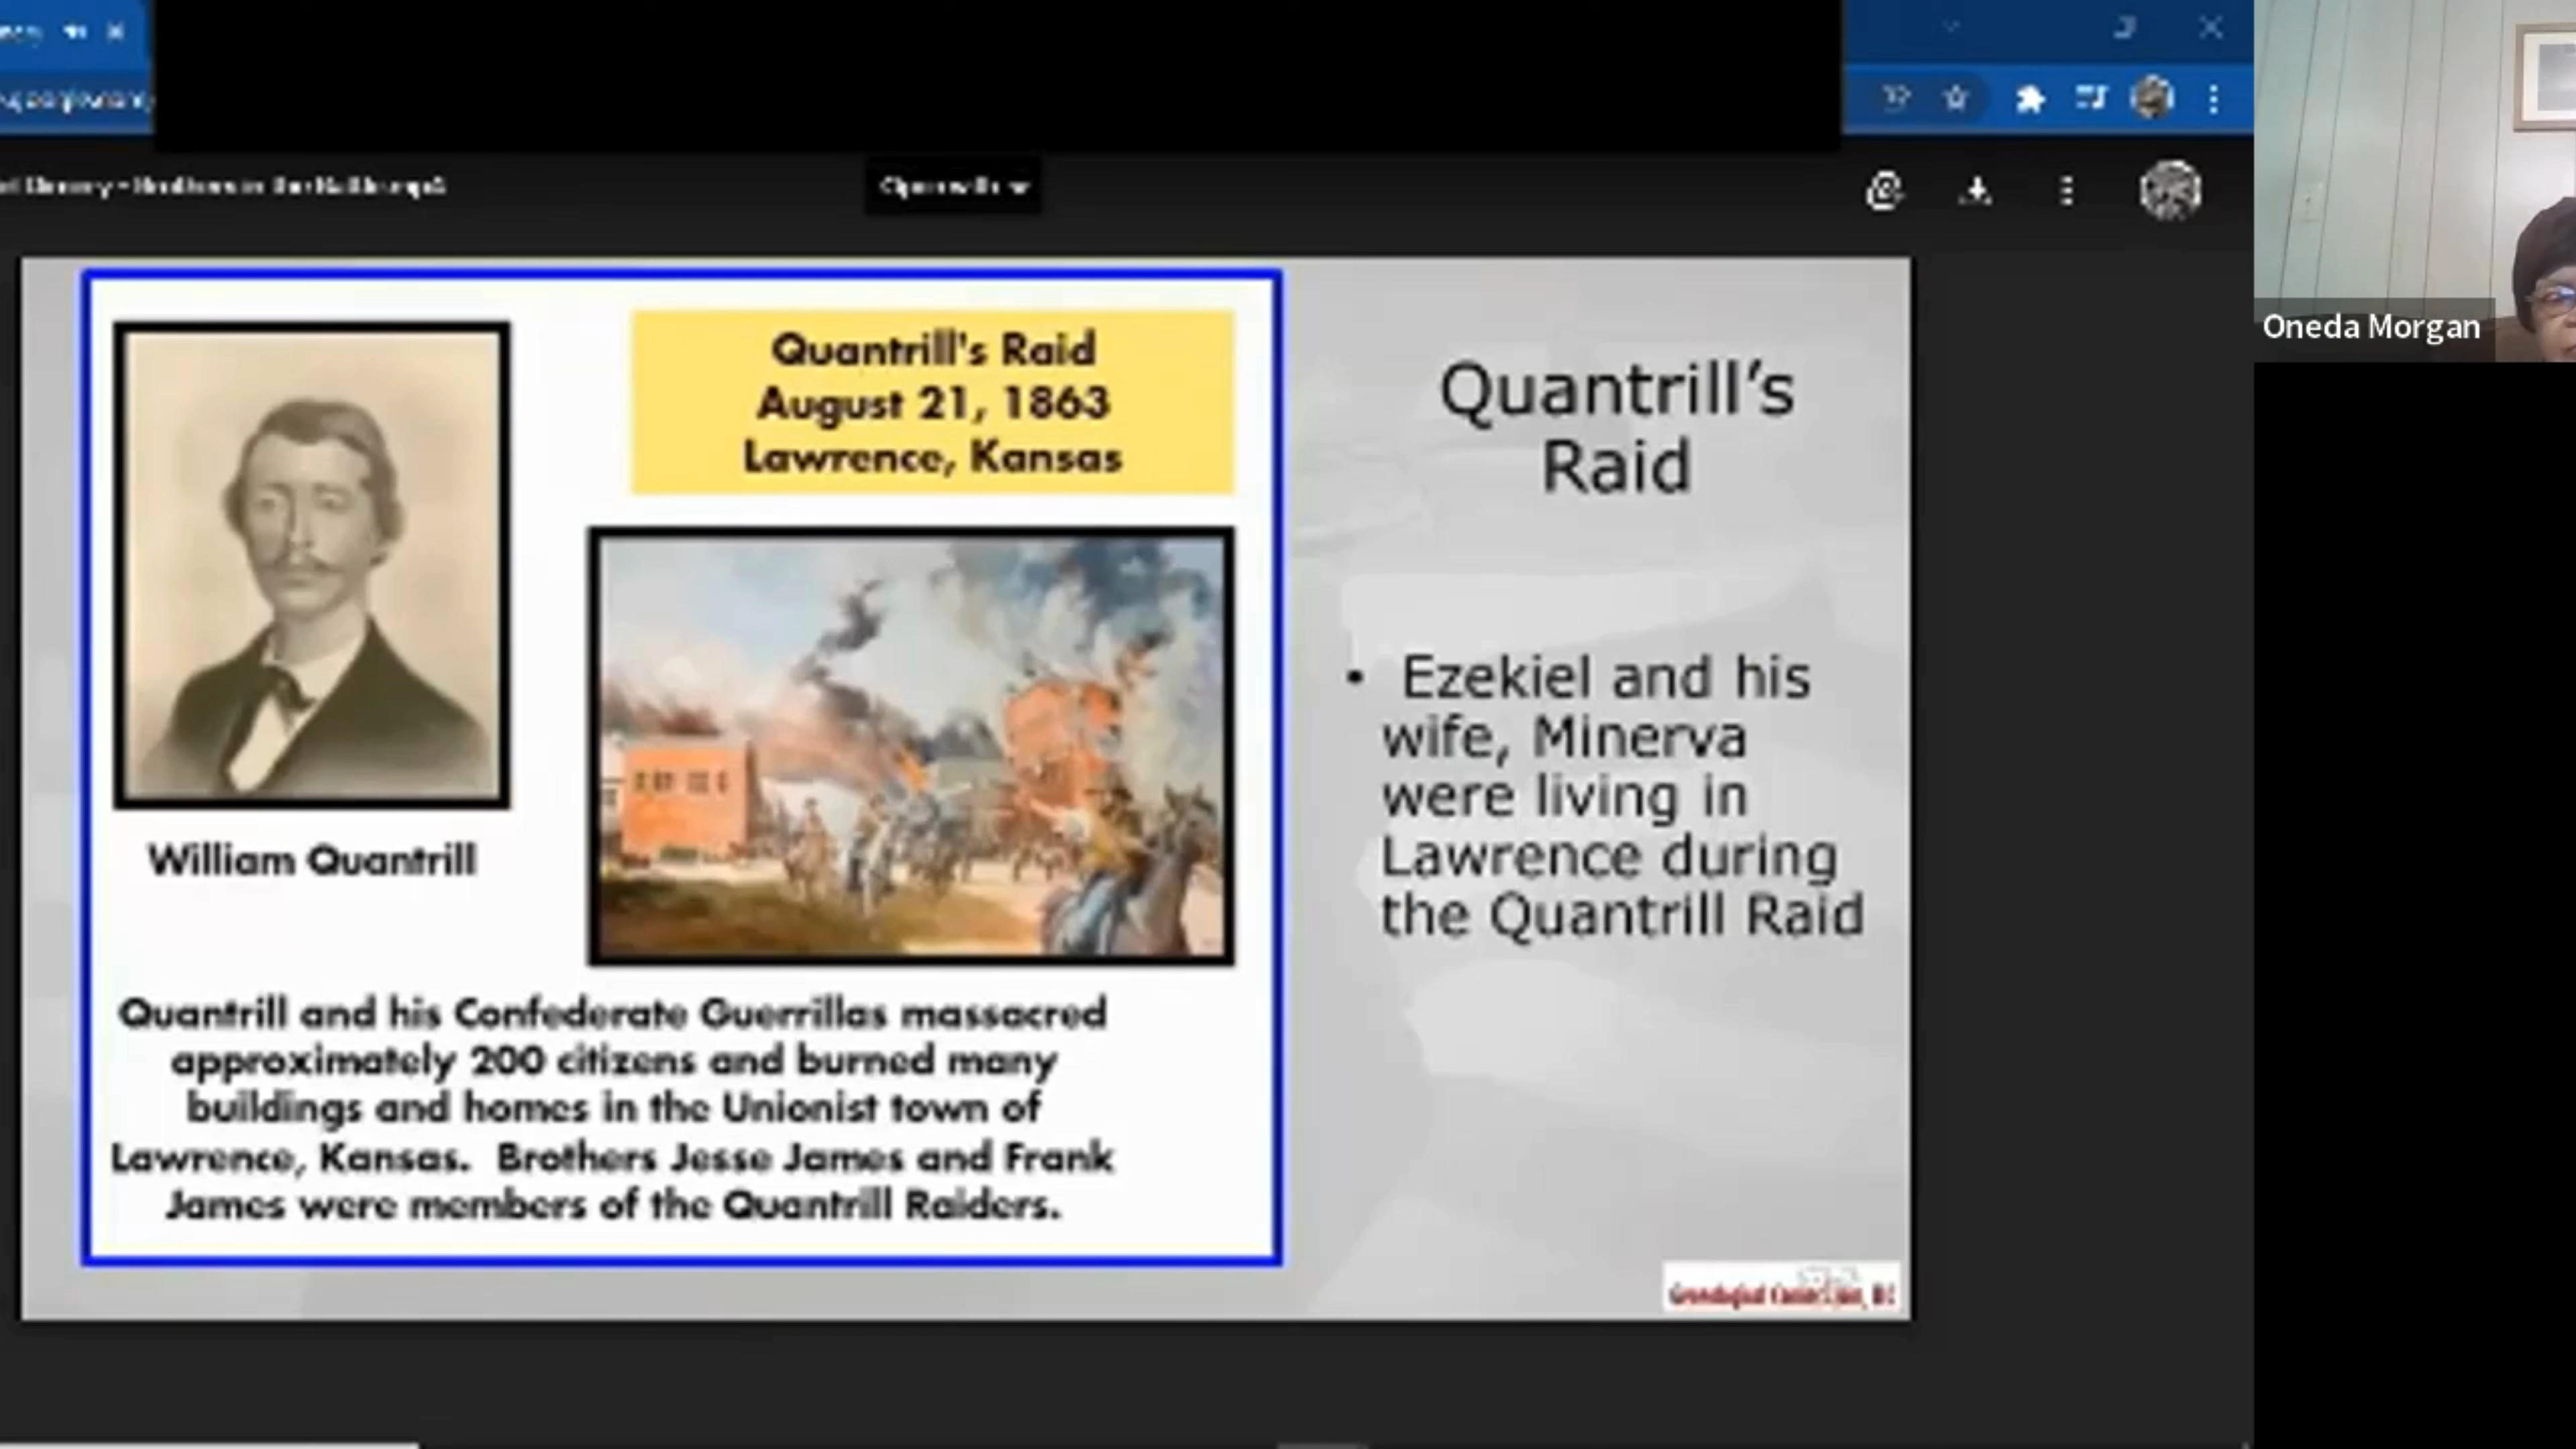 Open with
Oneda Morgan
Quantrill's Raid
August 21, 1863
Lawrence, Kansas
William Quantrill
Quantrill and his Confederate Guerrillas massacred
approximately 200 citizens and burned many
buildings and homes in the Unionist town of
Lawrence, Kansas.  Brothers Jesse James and Frank
James were members of the Quantrill Raiders.
Quantrill’s
Raid
• Ezekiel and his
wife, Minerva
were living in
Lawrence during
the Quantrill Raid